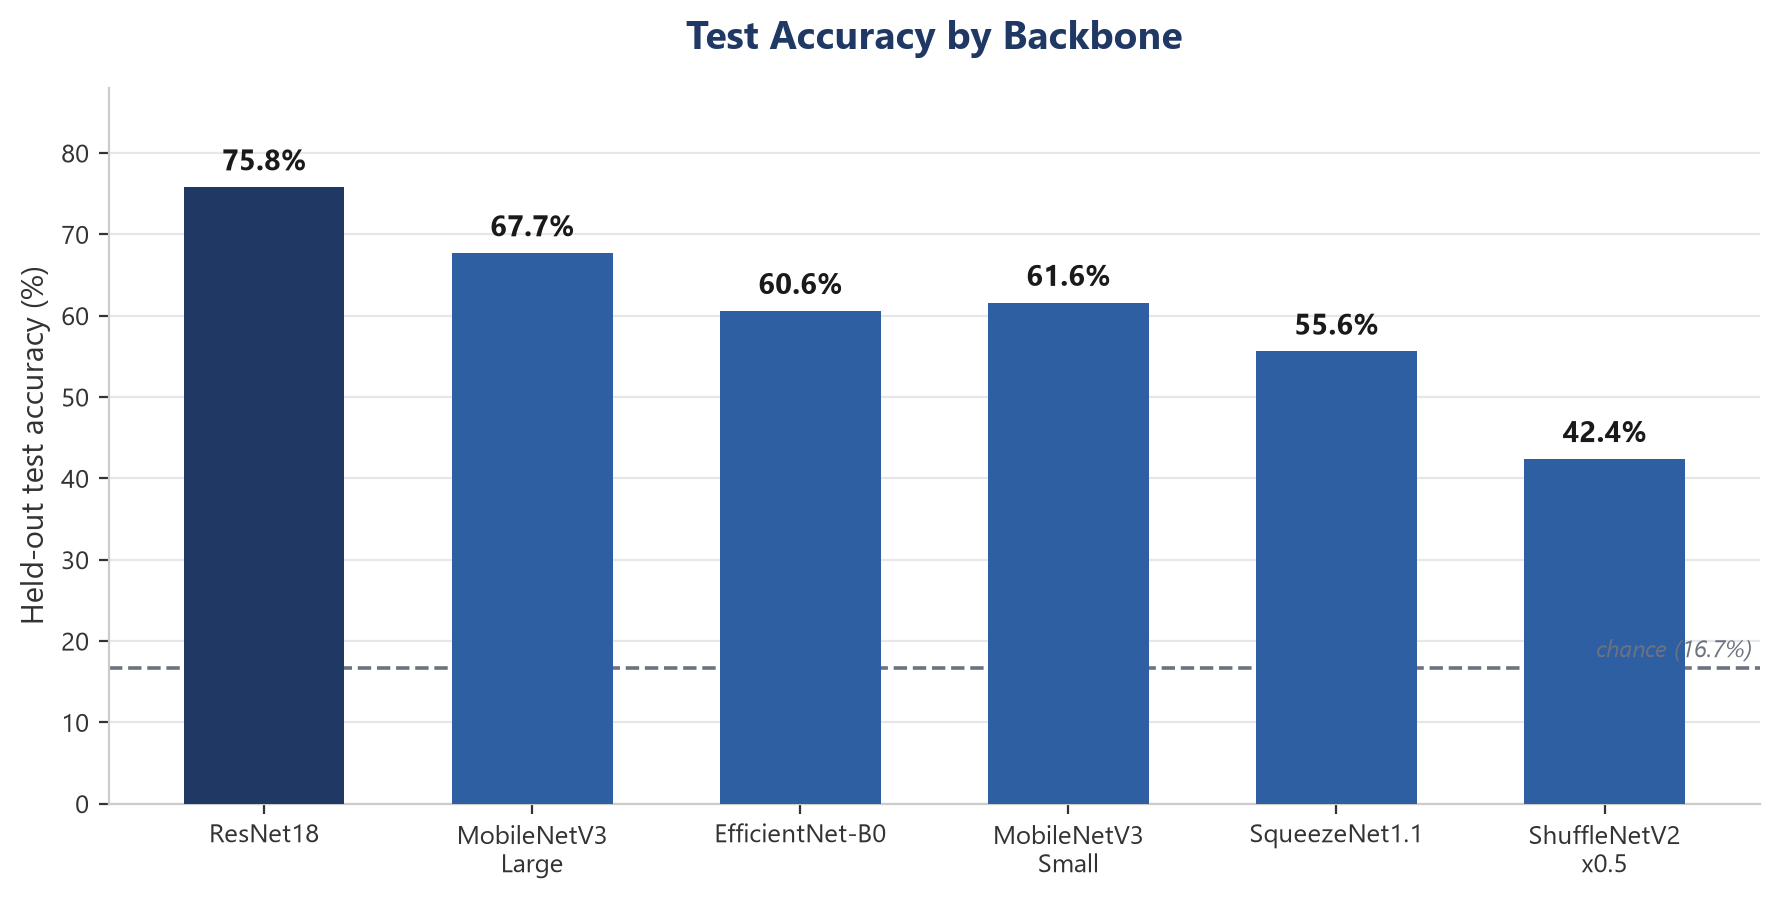 Test Accuracy by Backbone
Held-out test accuracy (%)
80
70
60
50
40
30
20
10
0
75.8%
67.7%
60.6%
61.6%
55.6%
42.4%
chance (16.7%)
ResNet18
MobileNetV3
Large
EfficientNet-B0
MobileNetV3
Small
SqueezeNet1.1
ShuffleNetV2
x0.5